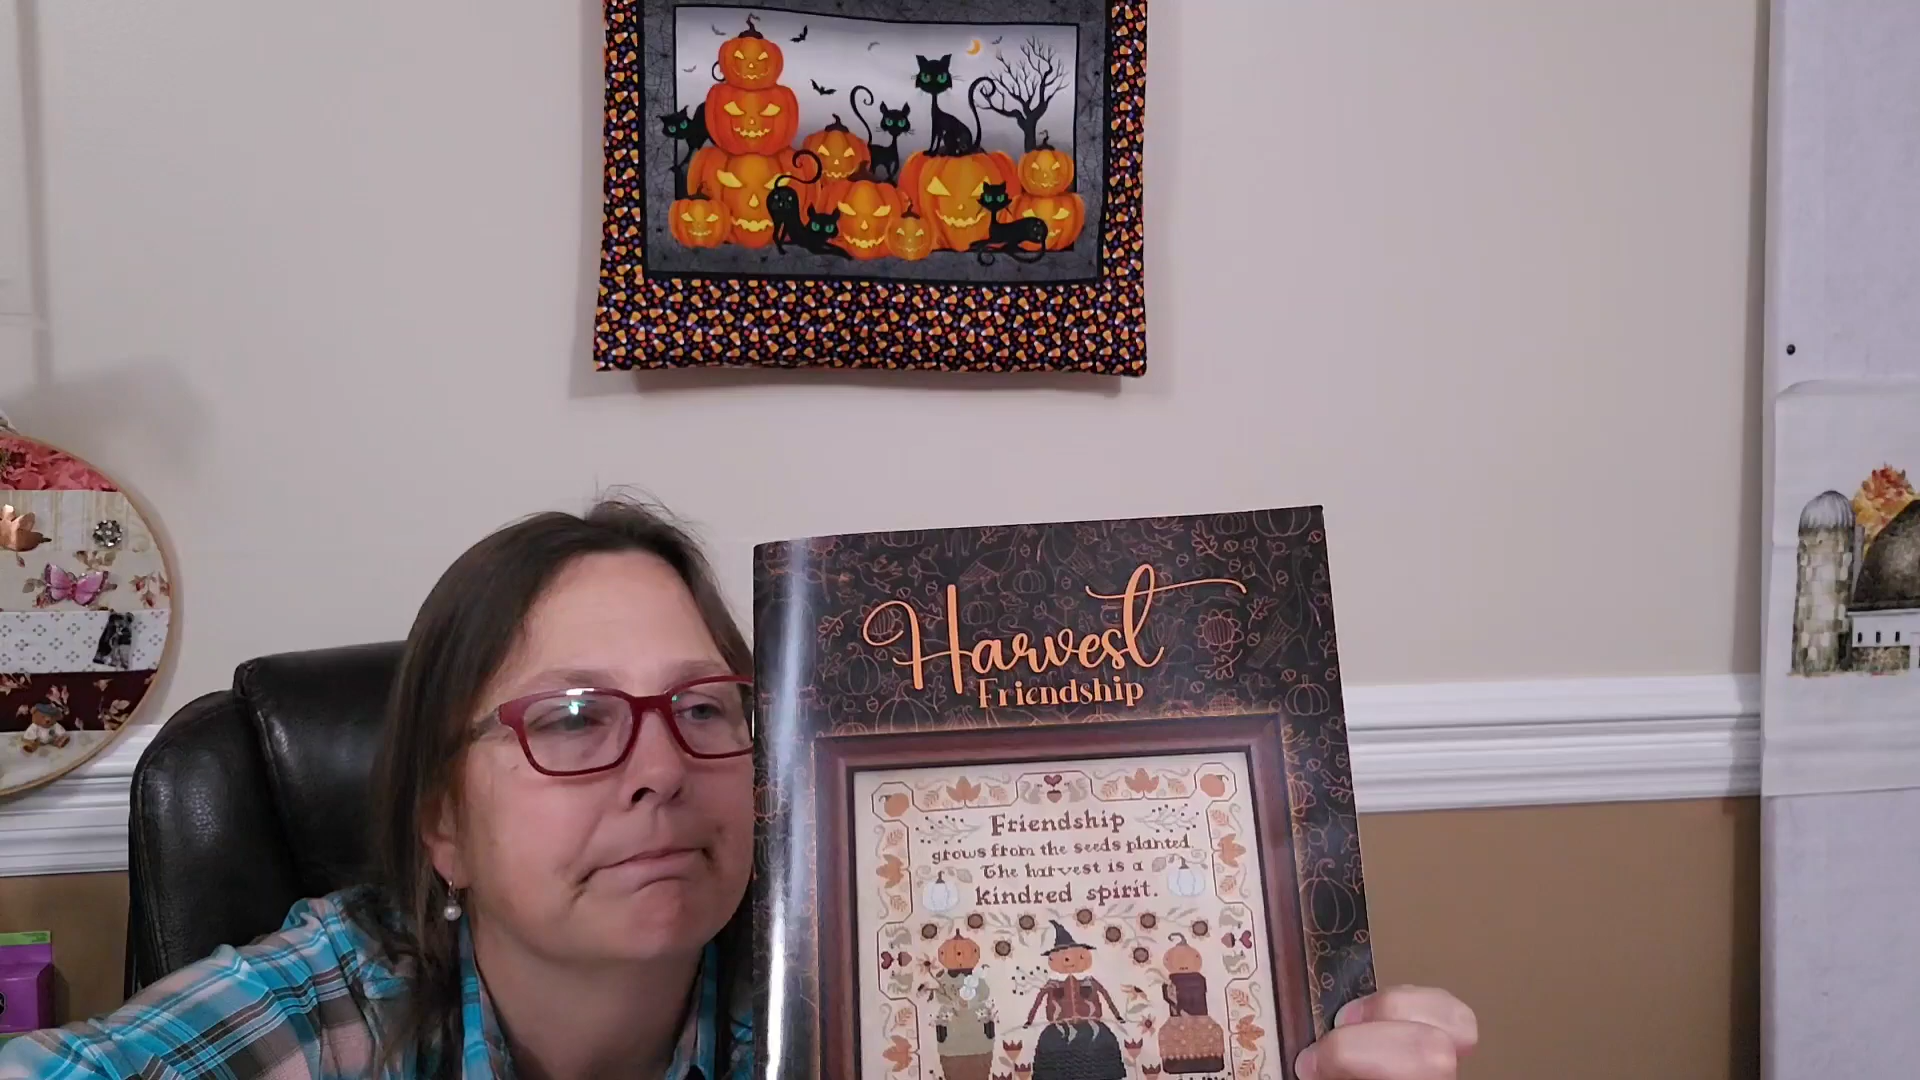 Harvest
Friendship
Friendship
grows from the seeds planted.
The harvest is a
kindred spirit.